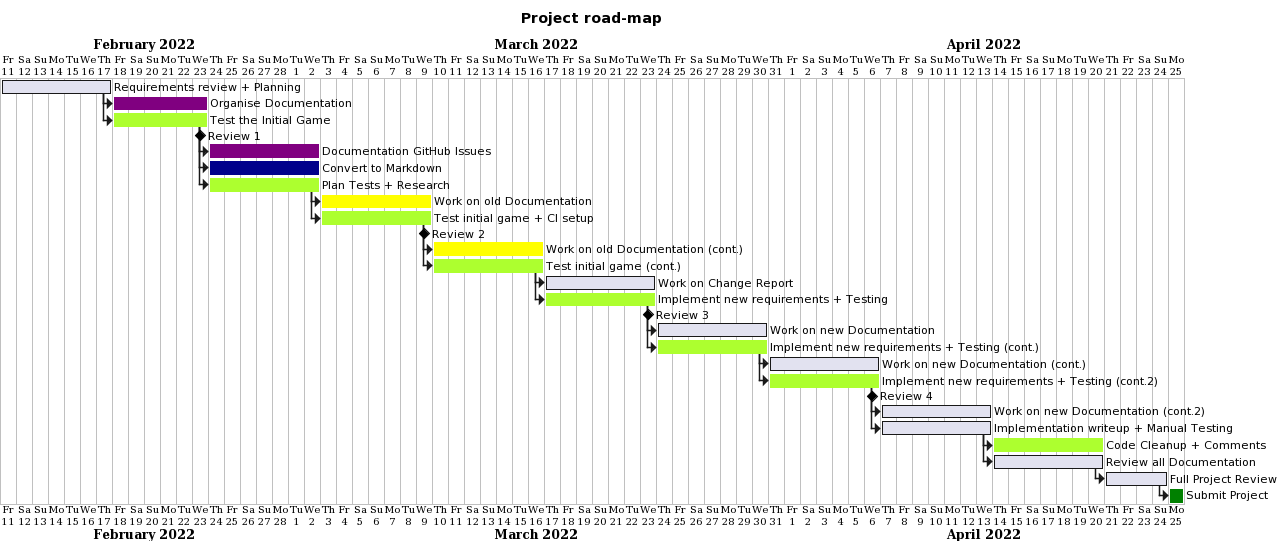 Project road-map
February 2022 March 2022 April 2022
Fr Sa Su Mo Tu We Th Fr Sa Su Mo Tu We Th Fr Sa Su Mo Tu We Th Fr Sa Su Mo Tu We Th Fr Sa Su Mo Tu We Th Fr Sa Su Mo Tu We Th Fr Sa Su Mo Tu We Th Fr Sa Su Mo Tu We Th Fr Sa Su Mo Tu We Th Fr Sa Su Mo Tu We Th Fr Sa Su Mo
11 12 13 14 15 16 17 18 19 20 21 22 23 24 25 26 27 28 1 2 3 4 5 6 7 8 9 10 11 12 13 14 15 16 17 18 19 20 21 22 23 24 25 26 27 28 29 30 31 1 2 3 4 5 6 7 8 9 10 11 12 13 14 15 16 17 18 19 20 21 22 23 24 25
Requirements review + Planning
Organise Documentation
Test the Initial Game
Review 1
Documentation GitHub Issues
Convert to Markdown
Plan Tests + Research
Work on old Documentation
Test initial game + CI setup
Review 2
Work on old Documentation (cont.)
Test initial game (cont.)
Work on Change Report
Implement new requirements + Testing
Review 3
Work on new Documentation
Implement new requirements + Testing (cont.)
Work on new Documentation (cont.)
Implement new requirements + Testing (cont.2)
Review 4
Work on new Documentation (cont.2)
Implementation writeup + Manual Testing
Code Cleanup + Comments
Review all Documentation
Full Project Review
Submit Project
Fr Sa Su Mo Tu We Th Fr Sa Su Mo Tu We Th Fr Sa Su Mo Tu We Th Fr Sa Su Mo Tu We Th Fr Sa Su Mo Tu We Th Fr Sa Su Mo Tu We Th Fr Sa Su Mo Tu We Th Fr Sa Su Mo Tu We Th Fr Sa Su Mo Tu We Th Fr Sa Su Mo Tu We Th Fr Sa Su Mo
11 12 13 14 15 16 17 18 19 20 21 22 23 24 25 26 27 28 1 2 3 4 5 6 7 8 9 10 11 12 13 14 15 16 17 18 19 20 21 22 23 24 25 26 27 28 29 30 31 1 2 3 4 5 6 7 8 9 10 11 12 13 14 15 16 17 18 19 20 21 22 23 24 25
February 2022 March 2022 April 2022